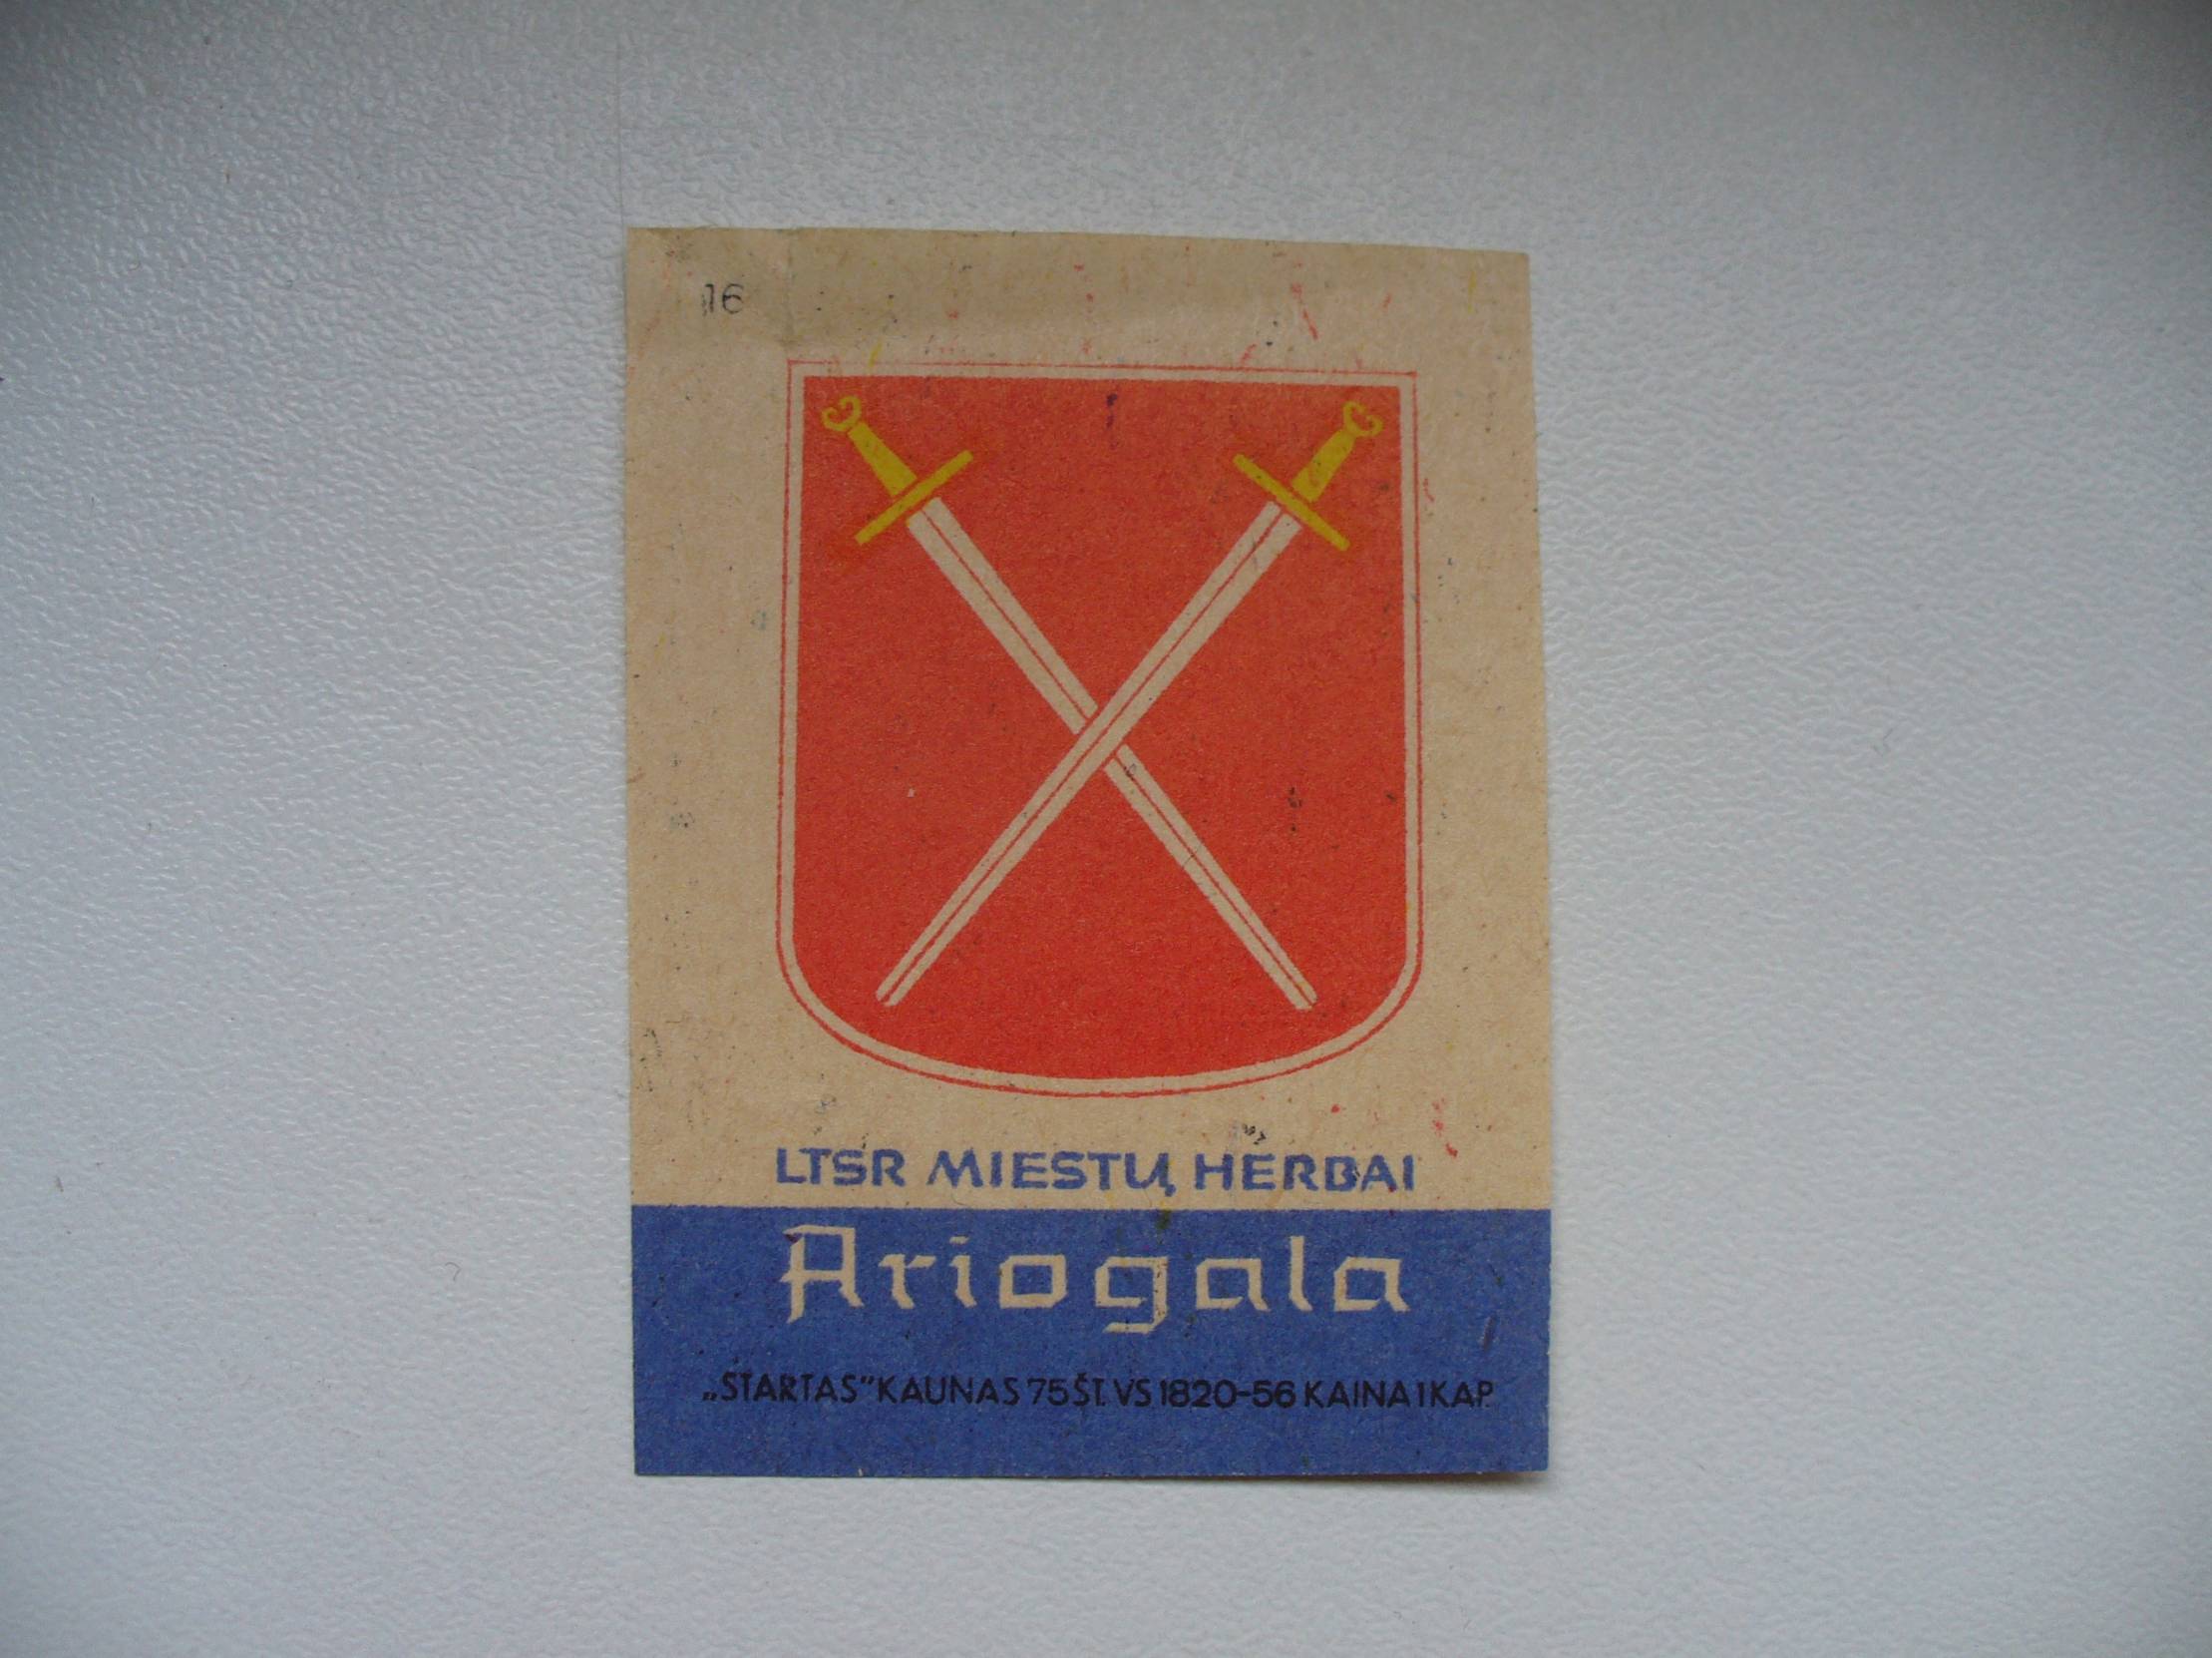 16
LTSR MIESTŲ HERBAI
Ariogala
„STARTAS” KAUNAS 75 ŠT. VS 1820-56 KAINA 1 KAP.